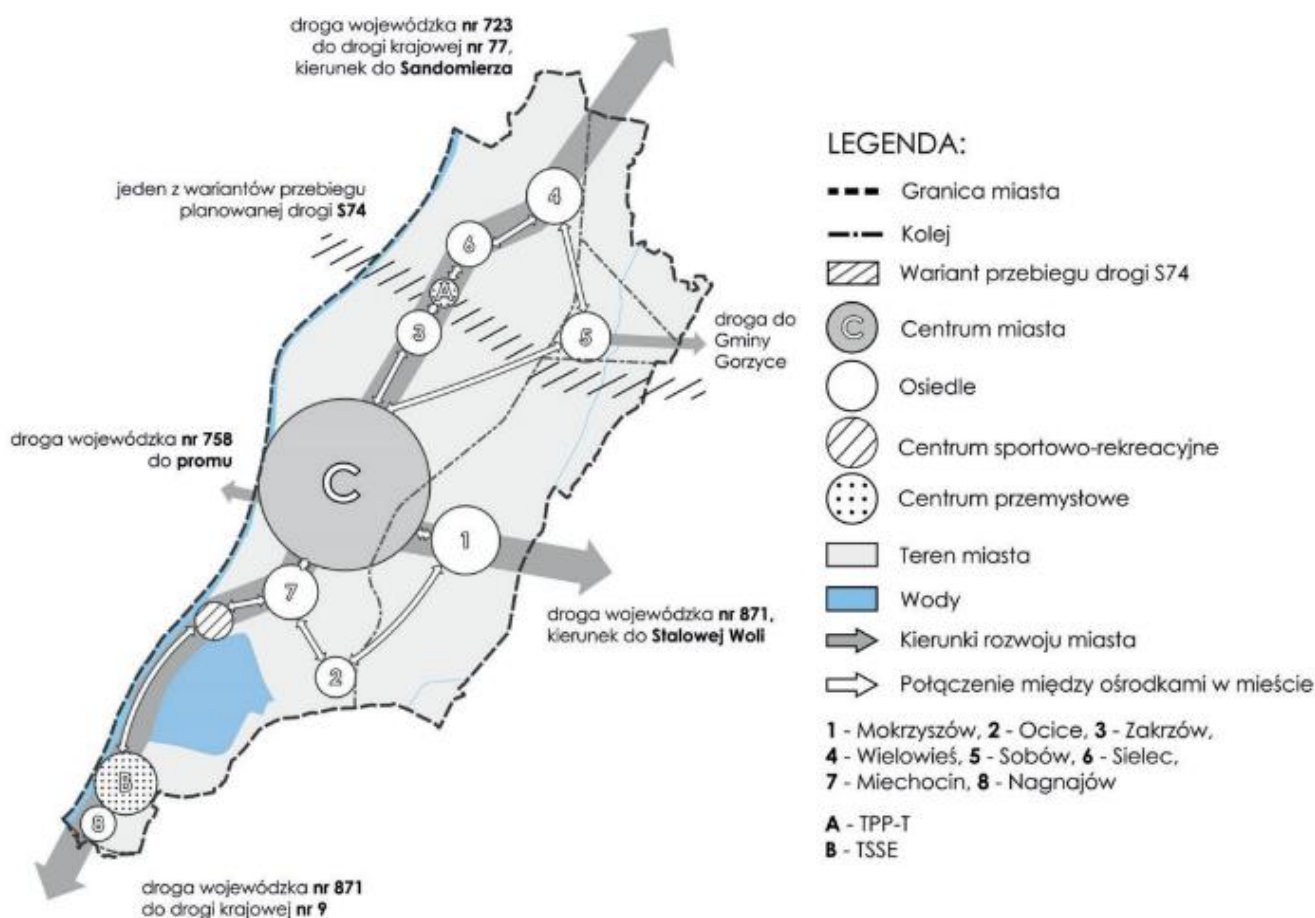 droga wojewódzka nr 723
do drogi krajowej nr 77,
kierunek do Sandomierza
jeden z wariantów przebiegu
planowanej drogi S74
4
6
A
3
5
droga do
Gminy
Gorzyce
droga wojewódzka nr 758
do promu
C
1
7
2
droga wojewódzka nr 871,
kierunek do Stalowej Woli
B
8
droga wojewódzka nr 871
do drogi krajowej nr 9
LEGENDA:
Granica miasta
Kolej
Wariant przebiegu drogi S74
C Centrum miasta
Osiedle
Centrum sportowo-rekreacyjne
Centrum przemysłowe
Teren miasta
Wody
Kierunki rozwoju miasta
Połączenie między ośrodkami w mieście
1 - Mokrzyszów, 2 - Ocice, 3 - Zakrzów,
4 - Wielowieś, 5 - Sobów, 6 - Sielec,
7 - Miechocin, 8 - Nagnajów
A - TPP-T
B - TSSE